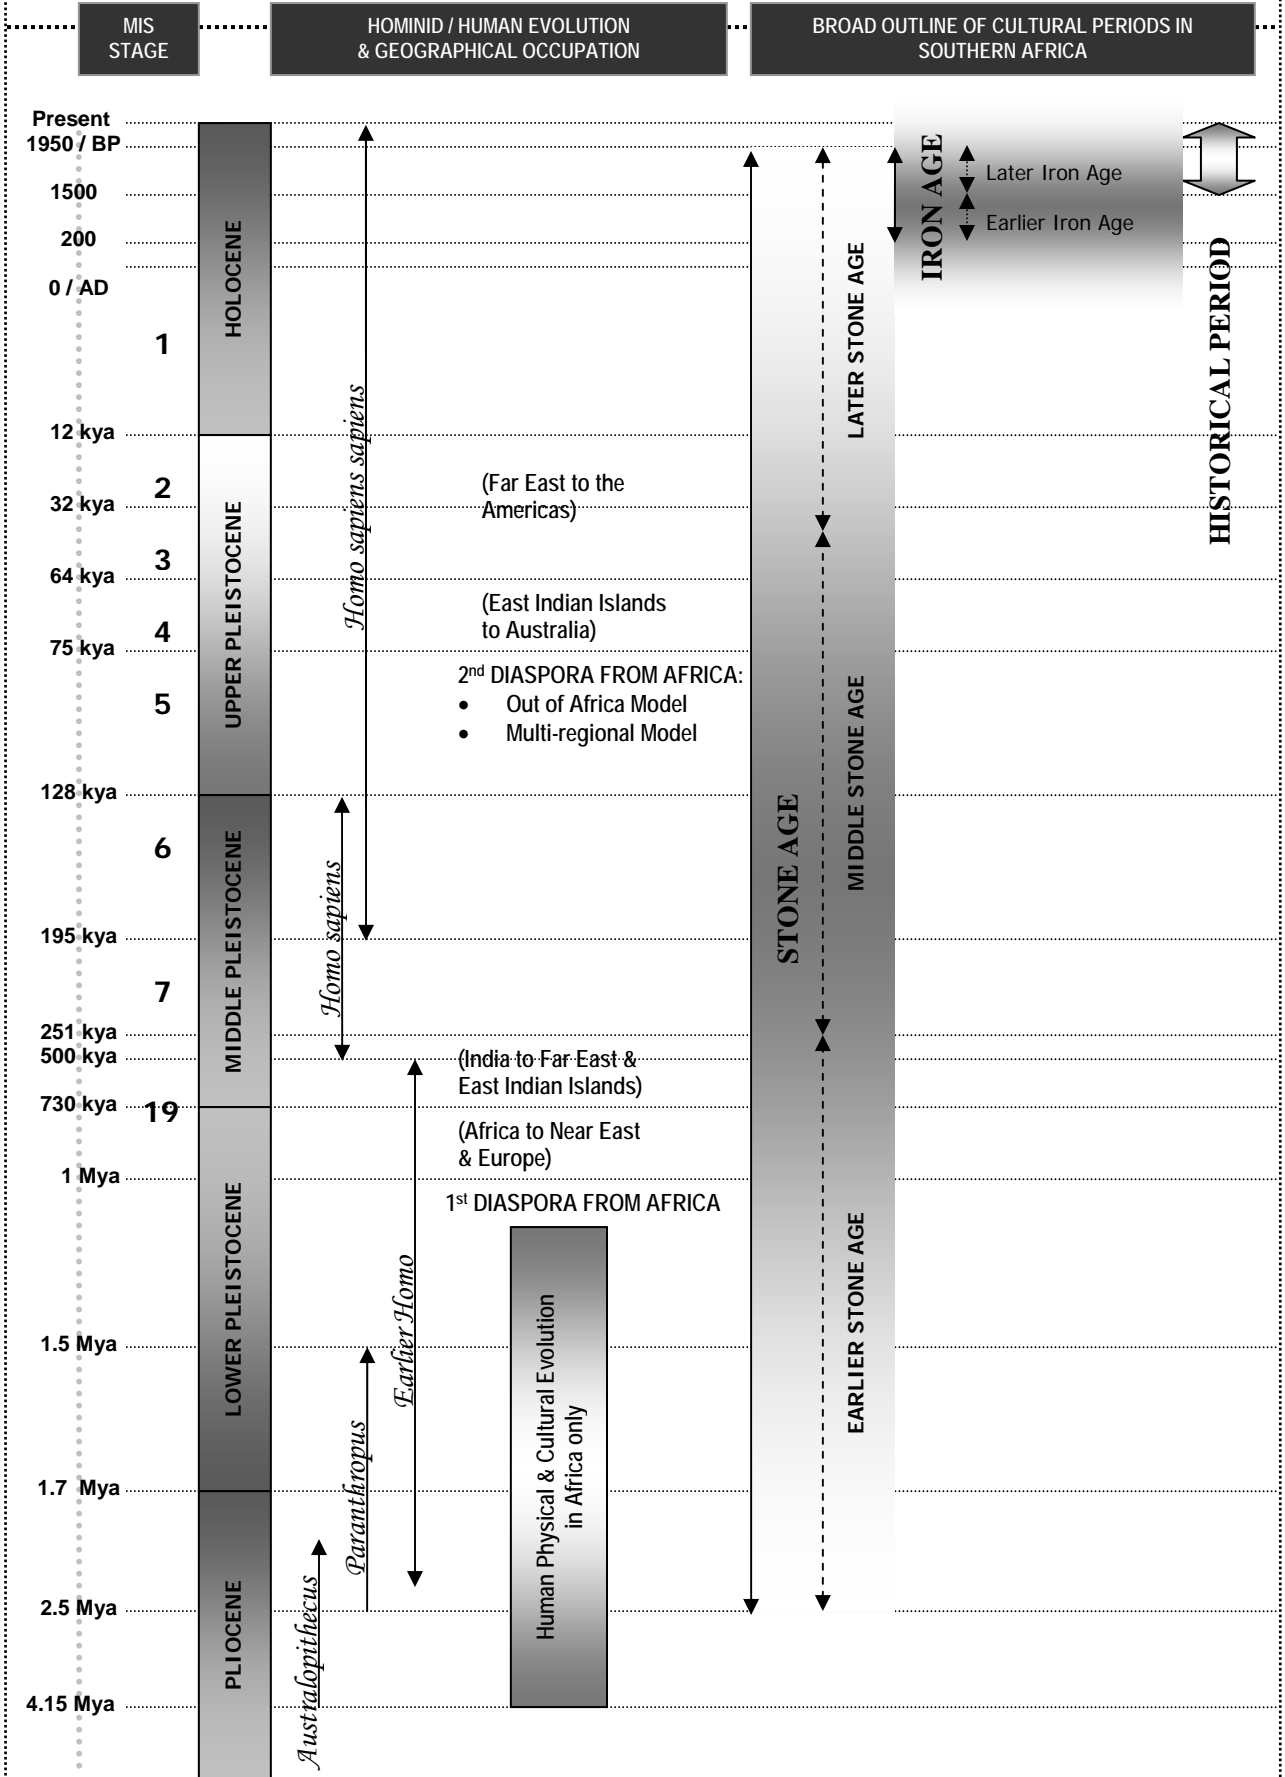 MIS
STAGE
HOMINID / HUMAN EVOLUTION
& GEOGRAPHICAL OCCUPATION
BROAD OUTLINE OF CULTURAL PERIODS IN
SOUTHERN AFRICA
Present
1950 / BP
1500
200
0 / AD
12 kya
32 kya
64 kya
75 kya
128 kya
195 kya
251 kya
500 kya
730 kya
1 Mya
1.5 Mya
1.7 Mya
2.5 Mya
4.15 Mya
1
2
3
4
5
6
7
19
HOLOCENE
UPPER PLEISTOCENE
MIDDLE PLEISTOCENE
LOWER PLEISTOCENE
PLIOCENE
Homo sapiens sapiens
Homo sapiens
Earlier Homo
Paranthropus
Australopithecus
(Far East to the
Americas)
(East Indian Islands
to Australia)
2nd DIASPORA FROM AFRICA:
• Out of Africa Model
• Multi-regional Model
(India to Far East &
East Indian Islands)
(Africa to Near East
& Europe)
1st DIASPORA FROM AFRICA
Human Physical & Cultural Evolution
in Africa only
STONE AGE
LATER STONE AGE
MIDDLE STONE AGE
EARLIER STONE AGE
IRON AGE
Later Iron Age
Earlier Iron Age
HISTORICAL PERIOD